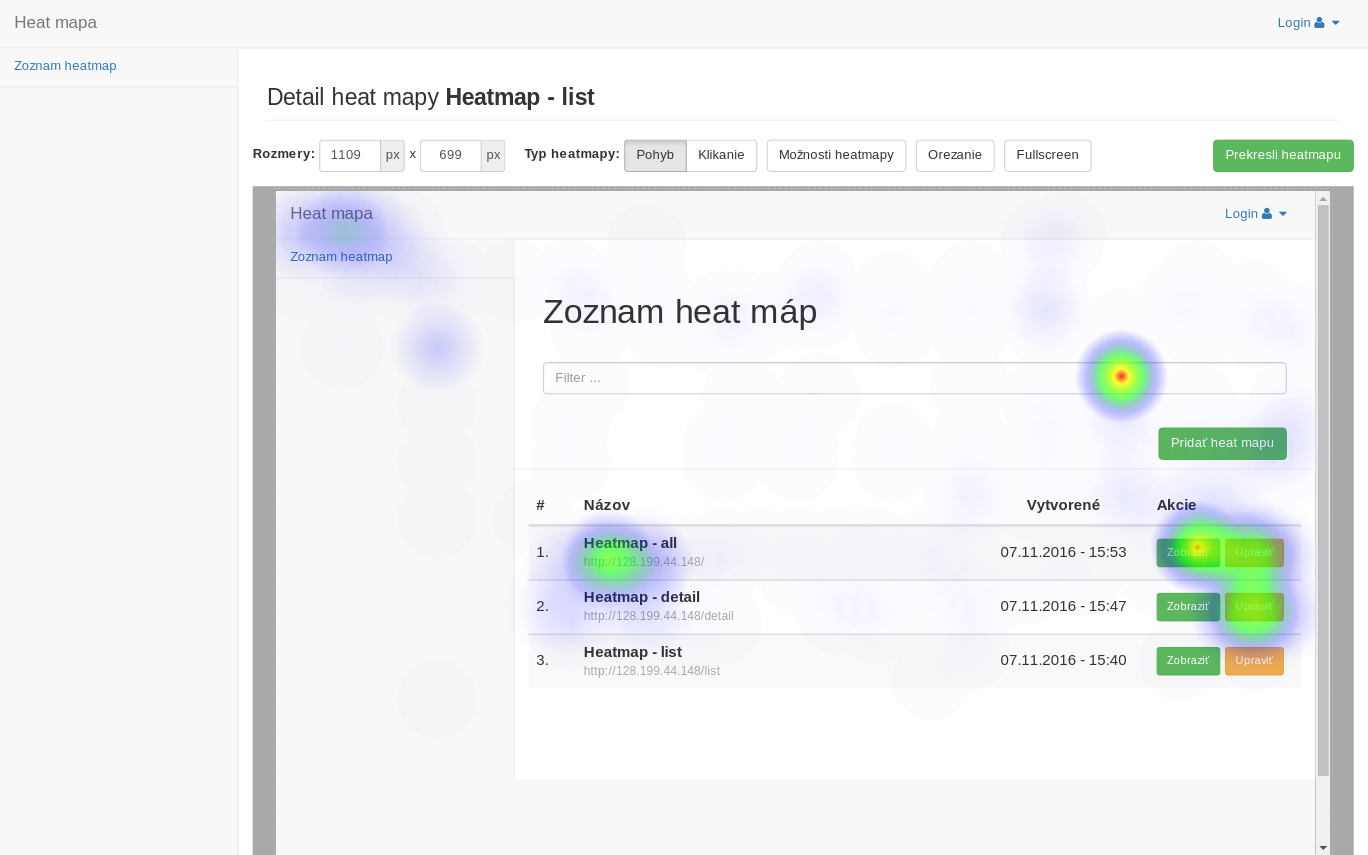 Heat mapa
Login
Zoznam heatmap
Detail heat mapy Heatmap - list
Rozmery: 1109 px x 699 px Typ heatmapy: Pohyb Klikanie Možnosti heatmapy Orezanie Fullscreen Prekresli heatmapu
Heat mapa
Login
Zoznam heatmap
Zoznam heat máp
Filter ...
Pridať heat mapu
# Názov Vytvorené Akcie
1. Heatmap - all 07.11.2016 - 15:53 Zobraziť Upraviť
http://128.199.44.148/
2. Heatmap - detail 07.11.2016 - 15:47 Zobraziť Upraviť
http://128.199.44.148/detail
3. Heatmap - list 07.11.2016 - 15:40 Zobraziť Upraviť
http://128.199.44.148/list